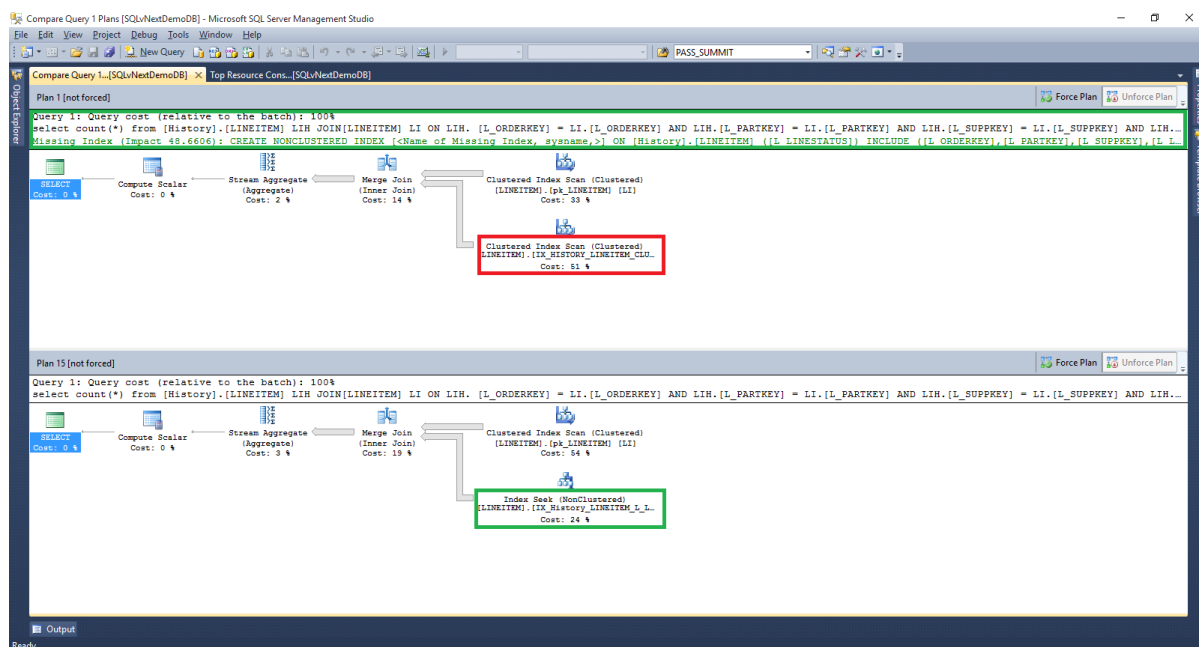 Compare Query 1 Plans [SQLvNextDemoDB] - Microsoft SQL Server Management Studio
File Edit View Project Debug Tools Window Help
New Query PASS_SUMMIT
Compare Query 1...[SQLvNextDemoDB] Top Resource Cons...[SQLvNextDemoDB]
Object Explorer
Plan 1 [not forced] Force Plan Unforce Plan
Query 1: Query cost (relative to the batch): 100%
select count(*) from [History].[LINEITEM] LIH JOIN[LINEITEM] LI ON LIH. [L_ORDERKEY] = LI.[L_ORDERKEY] AND LIH.[L_PARTKEY] = LI.[L_PARTKEY] AND LIH.[L_SUPPKEY] = LI.[L_SUPPKEY] AND LIH....
Missing Index (Impact 48.6606): CREATE NONCLUSTERED INDEX [<Name of Missing Index, sysname,>] ON [History].[LINEITEM] ([L_LINESTATUS]) INCLUDE ([L_ORDERKEY],[L_PARTKEY],[L_SUPPKEY],[L_L...
SELECT
Cost: 0 %
Compute Scalar
Cost: 0 %
Stream Aggregate
(Aggregate)
Cost: 2 %
Merge Join
(Inner Join)
Cost: 14 %
Clustered Index Scan (Clustered)
[LINEITEM].[pk_LINEITEM] [LI]
Cost: 33 %
Clustered Index Scan (Clustered)
[LINEITEM].[IX_HISTORY_LINEITEM_CLU...
Cost: 51 %
Plan 15 [not forced] Force Plan Unforce Plan
Query 1: Query cost (relative to the batch): 100%
select count(*) from [History].[LINEITEM] LIH JOIN[LINEITEM] LI ON LIH. [L_ORDERKEY] = LI.[L_ORDERKEY] AND LIH.[L_PARTKEY] = LI.[L_PARTKEY] AND LIH.[L_SUPPKEY] = LI.[L_SUPPKEY] AND LIH....
SELECT
Cost: 0 %
Compute Scalar
Cost: 0 %
Stream Aggregate
(Aggregate)
Cost: 3 %
Merge Join
(Inner Join)
Cost: 19 %
Clustered Index Scan (Clustered)
[LINEITEM].[pk_LINEITEM] [LI]
Cost: 54 %
Index Seek (NonClustered)
[LINEITEM].[IX_History_LINEITEM_L_L...
Cost: 24 %
Output
Ready